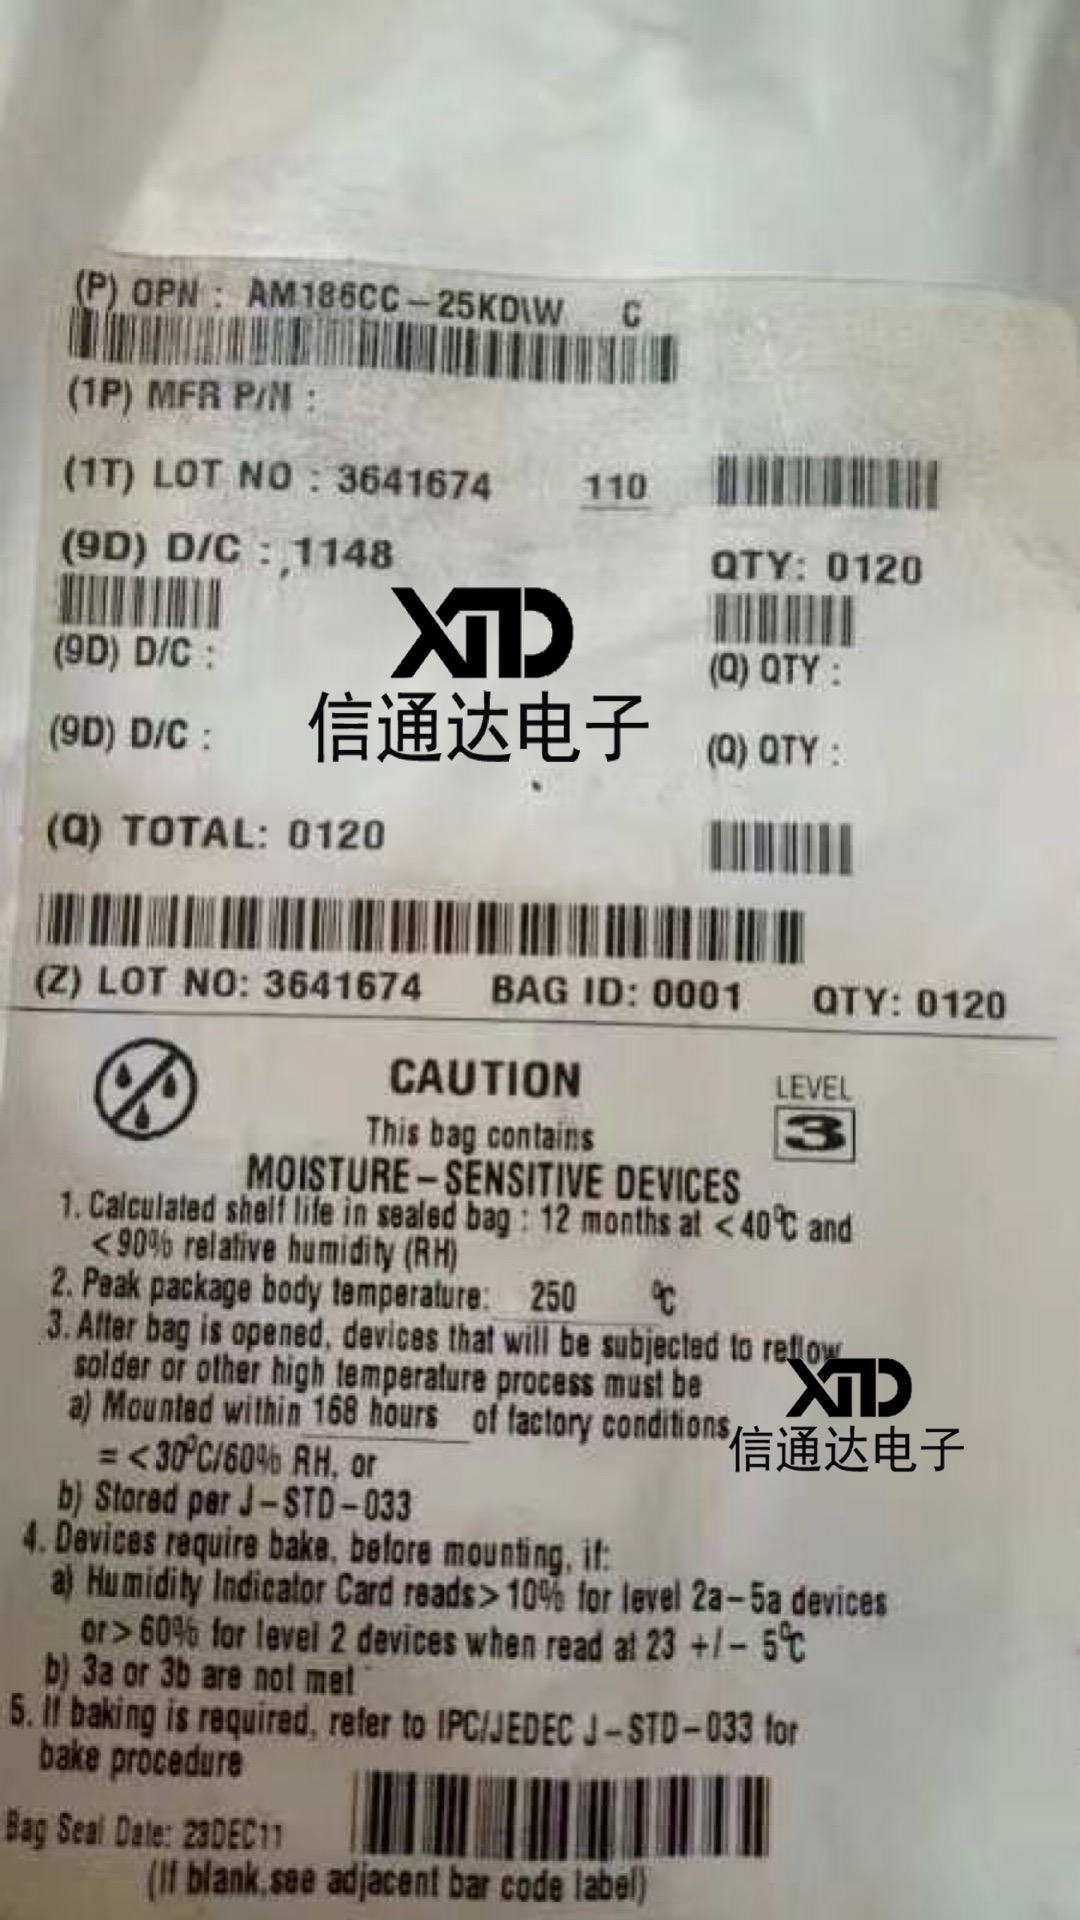 (P) OPN : AM186CC-25KD\W C
(1P) MFR P/N :
(1T) LOT NO : 3641674 110
(9D) D/C : 1148 QTY: 0120
(9D) D/C : (Q) QTY :
(9D) D/C : (Q) QTY :
XTD
信通达电子
(Q) TOTAL: 0120
(Z) LOT NO: 3641674 BAG ID: 0001 QTY: 0120
CAUTION
LEVEL
3
This bag contains
MOISTURE-SENSITIVE DEVICES
1. Calculated shelf life in sealed bag : 12 months at <40°C and
<90% relative humidity (RH)
2. Peak package body temperature: 250 °C
3. After bag is opened, devices that will be subjected to reflow
solder or other high temperature process must be
a) Mounted within 168 hours of factory conditions
= <30°C/60% RH, or
b) Stored per J-STD-033
XTD
信通达电子
4. Devices require bake, before mounting, if:
a) Humidity Indicator Card reads> 10% for level 2a-5a devices
or> 60% for level 2 devices when read at 23 +/- 5°C
b) 3a or 3b are not met
5. If baking is required, refer to IPC/JEDEC J-STD-033 for
bake procedure
Bag Seal Date: 23DEC11
(If blank,see adjacent bar code label)